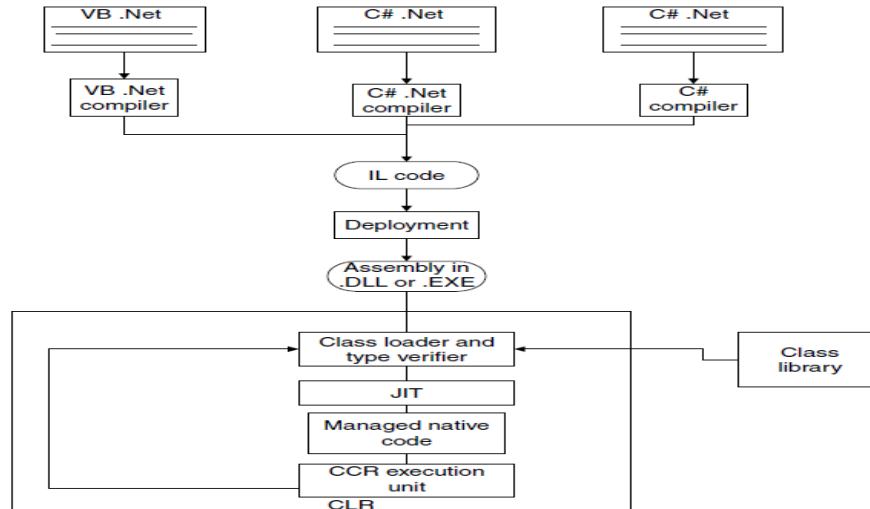 VB .Net
C# .Net
C# .Net
VB .Net
compiler
C# .Net
compiler
C#
compiler
IL code
Deployment
Assembly in
.DLL or .EXE
Class loader and
type verifier
Class
library
JIT
Managed native
code
CCR execution
unit
CLR